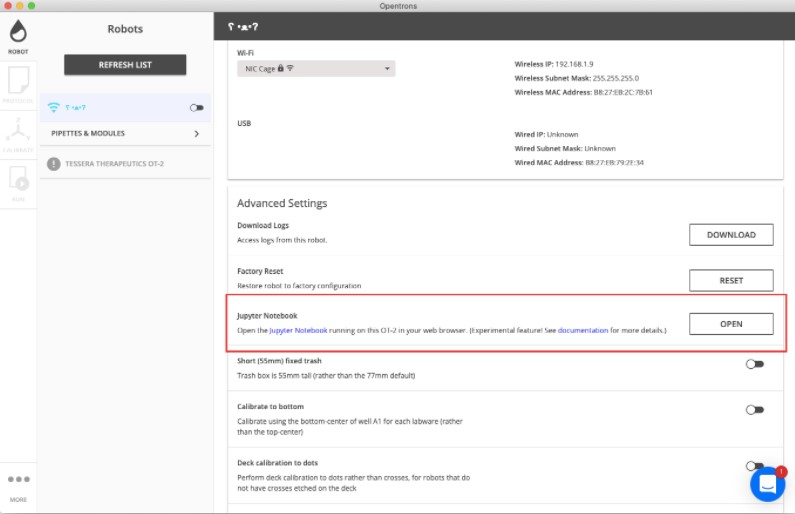 Opentrons
ROBOT
PROTOCOL
CALIBRATE
RUN
MORE
Robots
REFRESH LIST
ʕ •ᴥ•ʔ
PIPETTES & MODULES
TESSERA THERAPEUTICS OT-2
ʕ •ᴥ•ʔ
Wi-Fi
NIC Cage
Wireless IP: 192.168.1.9
Wireless Subnet Mask: 255.255.255.0
Wireless MAC Address: B8:27:EB:2C:7B:61
USB
Wired IP: Unknown
Wired Subnet Mask: Unknown
Wired MAC Address: B8:27:EB:79:2E:34
Advanced Settings
Download Logs
Access logs from this robot.
DOWNLOAD
Factory Reset
Restore robot to factory configuration
RESET
Jupyter Notebook
Open the Jupyter Notebook running on this OT-2 in your web browser. (Experimental feature! See documentation for more details.)
OPEN
Short (55mm) fixed trash
Trash box is 55mm tall (rather than the 77mm default)
Calibrate to bottom
Calibrate using the bottom-center of well A1 for each labware (rather
than the top-center)
Deck calibration to dots
Perform deck calibration to dots rather than crosses, for robots that do
not have crosses etched on the deck
1